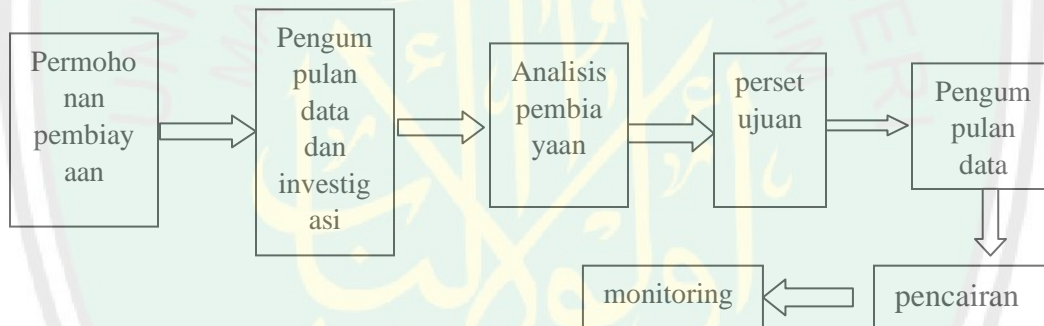 Permoho
nan
pembiay
aan
Pengum
pulan
data
dan
investig
asi
Analisis
pembia
yaan
perset
ujuan
Pengum
pulan
data
pencairan
monitoring